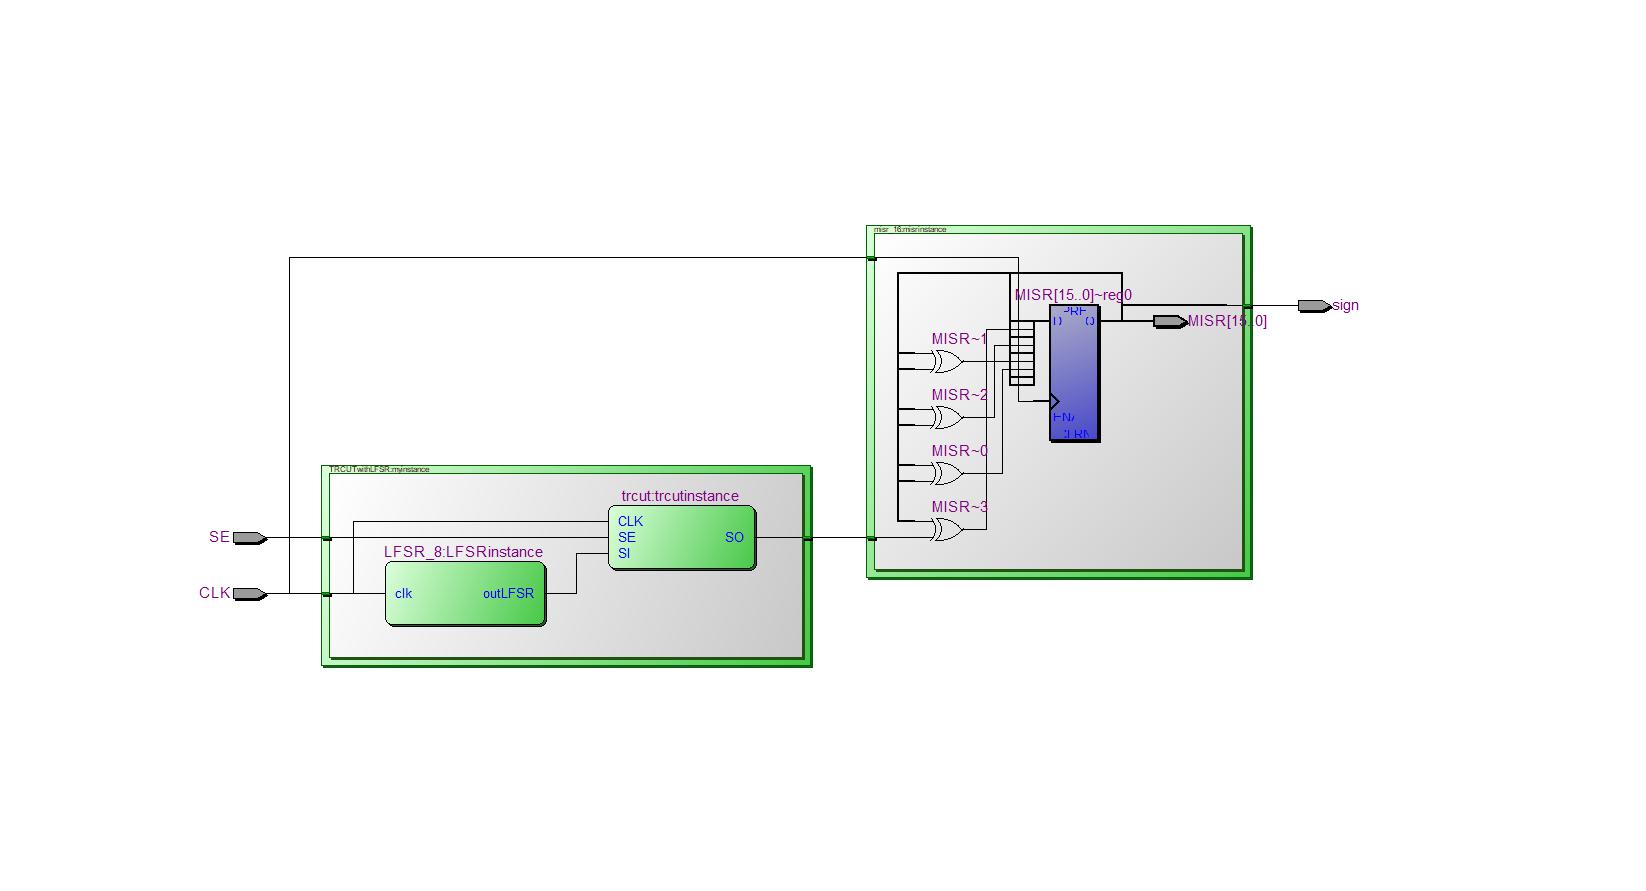 misr_16:misrinstance
MISR[15..0]~reg0
PRE
D
Q
sign
MISR[15..0]
MISR~1
MISR~2
ENA
CLRN
MISR~0
TRCUTwithLFSR:myinstance
trcut:trcutinstance
MISR~3
CLK
SE
SO
SE
LFSR_8:LFSRinstance
SI
CLK
clk
outLFSR